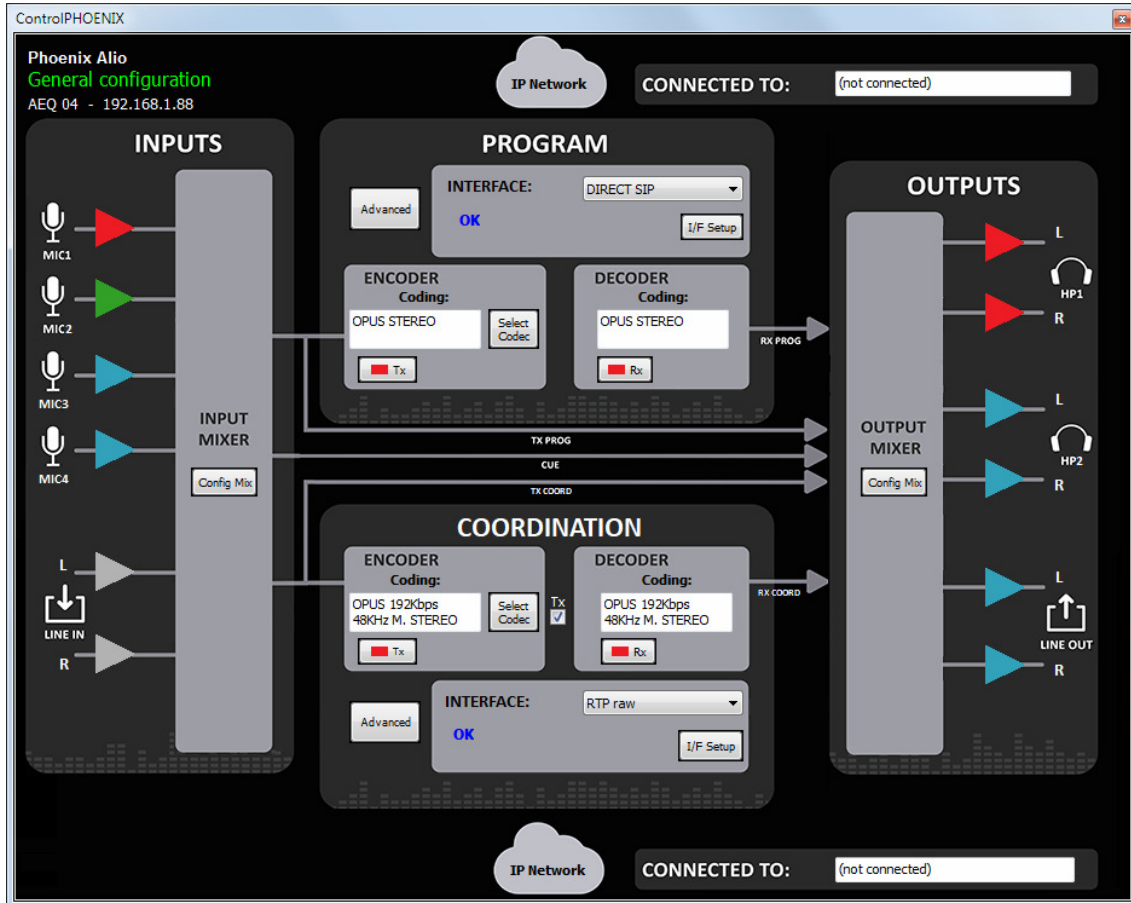 ControlPHOENIX
Phoenix Alio
General configuration
AEQ 04 - 192.168.1.88
IP Network
CONNECTED TO:
(not connected)
INPUTS
MIC1
MIC2
MIC3
MIC4
L
LINE IN
R
INPUT
MIXER
Config Mix
PROGRAM
Advanced
INTERFACE:
DIRECT SIP
OK
I/F Setup
ENCODER
Coding:
OPUS STEREO
Select
Codec
Tx
DECODER
Coding:
OPUS STEREO
Rx
RX PROG
TX PROG
CUE
TX COORD
COORDINATION
ENCODER
Coding:
OPUS 192Kbps
48KHz M. STEREO
Select
Codec
Tx
Tx
DECODER
Coding:
OPUS 192Kbps
48KHz M. STEREO
Rx
RX COORD
Advanced
INTERFACE:
RTP raw
OK
I/F Setup
OUTPUTS
OUTPUT
MIXER
Config Mix
L
HP1
R
L
HP2
R
L
LINE OUT
R
IP Network
CONNECTED TO:
(not connected)